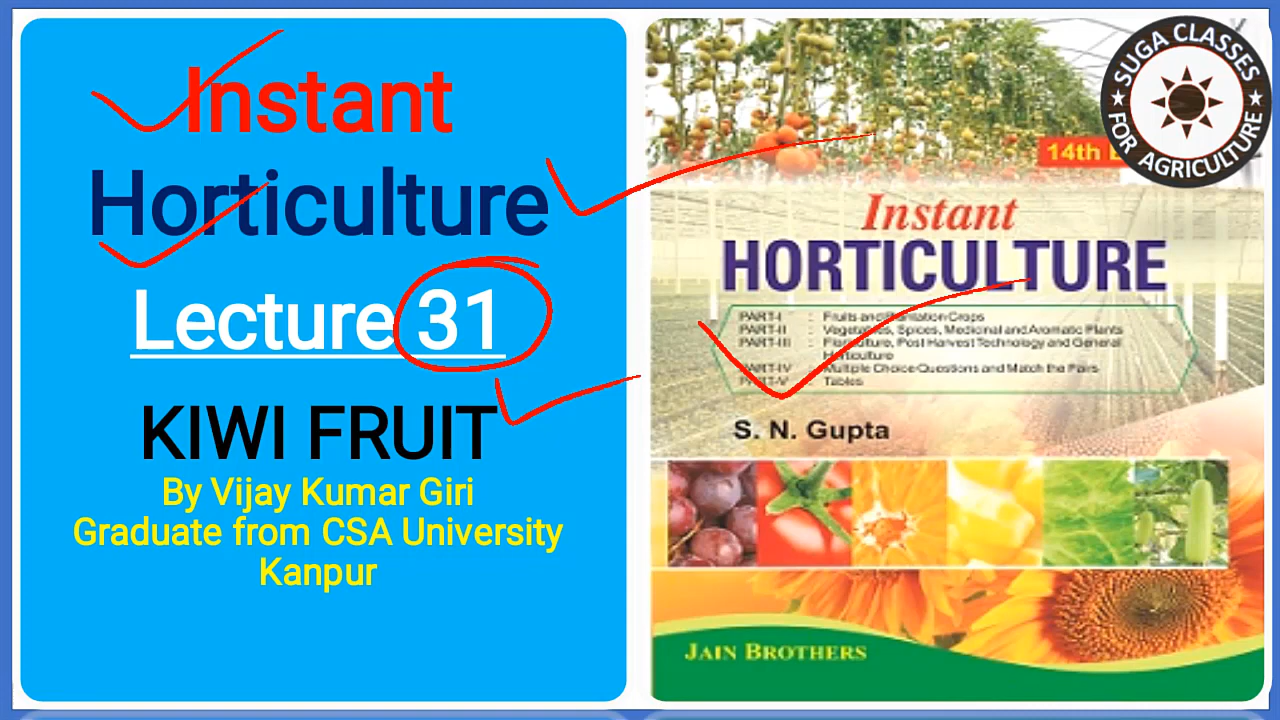 Instant
Horticulture
Lecture 31
KIWI FRUIT
By Vijay Kumar Giri
Graduate from CSA University
Kanpur
SUGA CLASSES
FOR AGRICULTURE
14th
Instant
HORTICULTURE
PART-I : Fruits and Plantation Crops
PART-II : Vegetables, Spices, Medicinal and Aromatic Plants
PART-III : Floriculture, Post Harvest Technology and General
Horticulture
PART-IV : Multiple Choice Questions and Match the Pairs
PART-V : Tables
S. N. Gupta
JAIN BROTHERS